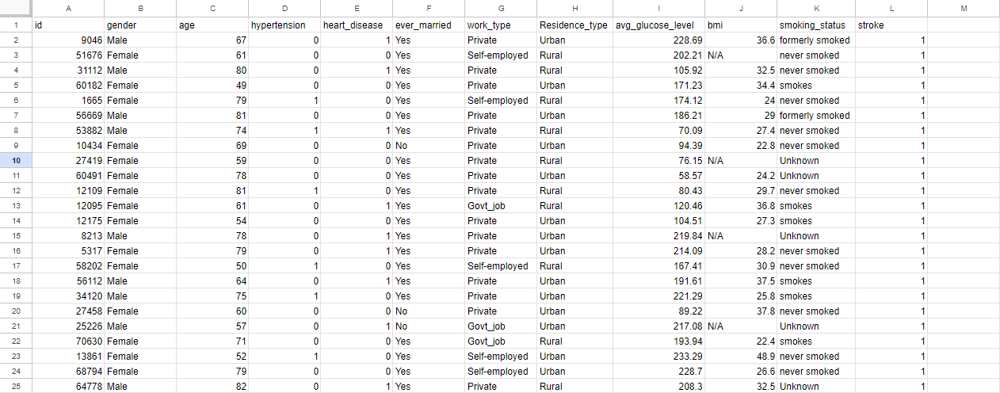 A B C D E F G H I J K L M
1 id gender age hypertension heart_disease ever_married work_type Residence_type avg_glucose_level bmi smoking_status stroke
2 9046 Male 67 0 1 Yes Private Urban 228.69 36.6 formerly smoked 1
3 51676 Female 61 0 0 Yes Self-employed Rural 202.21 N/A never smoked 1
4 31112 Male 80 0 1 Yes Private Rural 105.92 32.5 never smoked 1
5 60182 Female 49 0 0 Yes Private Urban 171.23 34.4 smokes 1
6 1665 Female 79 1 0 Yes Self-employed Rural 174.12 24 never smoked 1
7 56669 Male 81 0 0 Yes Private Urban 186.21 29 formerly smoked 1
8 53882 Male 74 1 1 Yes Private Rural 70.09 27.4 never smoked 1
9 10434 Female 69 0 0 No Private Urban 94.39 22.8 never smoked 1
10 27419 Female 59 0 0 Yes Private Rural 76.15 N/A Unknown 1
11 60491 Female 78 0 0 Yes Private Urban 58.57 24.2 Unknown 1
12 12109 Female 81 1 0 Yes Private Rural 80.43 29.7 never smoked 1
13 12095 Female 61 0 1 Yes Govt_job Rural 120.46 36.8 smokes 1
14 12175 Female 54 0 0 Yes Private Urban 104.51 27.3 smokes 1
15 8213 Male 78 0 1 Yes Private Urban 219.84 N/A Unknown 1
16 5317 Female 79 0 1 Yes Private Urban 214.09 28.2 never smoked 1
17 58202 Female 50 1 0 Yes Self-employed Rural 167.41 30.9 never smoked 1
18 56112 Male 64 0 1 Yes Private Urban 191.61 37.5 smokes 1
19 34120 Male 75 1 0 Yes Private Urban 221.29 25.8 smokes 1
20 27458 Female 60 0 0 No Private Urban 89.22 37.8 never smoked 1
21 25226 Male 57 0 1 No Govt_job Urban 217.08 N/A Unknown 1
22 70630 Female 71 0 0 Yes Govt_job Rural 193.94 22.4 smokes 1
23 13861 Female 52 1 0 Yes Self-employed Urban 233.29 48.9 never smoked 1
24 68794 Female 79 0 0 Yes Self-employed Urban 228.7 26.6 never smoked 1
25 64778 Male 82 0 1 Yes Private Rural 208.3 32.5 Unknown 1